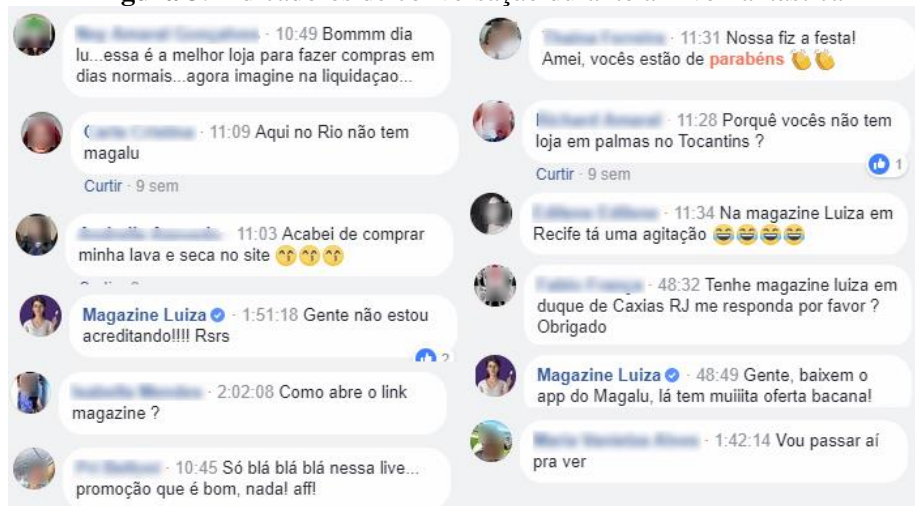 de conversação durante a
10:49 Bommm dia
lu...essa é a melhor loja para fazer compras em
dias normais...agora imagine na liquidaçao...
11:09 Aqui no Rio não tem
magalu
Curtir · 9 sem
11:03 Acabei de comprar
minha lava e seca no site
Magazine Luiza · 1:51:18 Gente não estou
acreditando!!!! Rsrs
2
2:02:08 Como abre o link
magazine ?
10:45 Só blá blá blá nessa live...
promoção que é bom, nada! aff!
11:31 Nossa fiz a festa!
Amei, vocês estão de parabéns
11:28 Porquê vocês não tem
loja em palmas no Tocantins ?
1
Curtir · 9 sem
11:34 Na magazine Luiza em
Recife tá uma agitação
48:32 Tenhe magazine luiza em
duque de Caxias RJ me responda por favor ?
Obrigado
Magazine Luiza · 48:49 Gente, baixem o
app do Magalu, lá tem muiiita oferta bacana!
1:42:14 Vou passar aí
pra ver